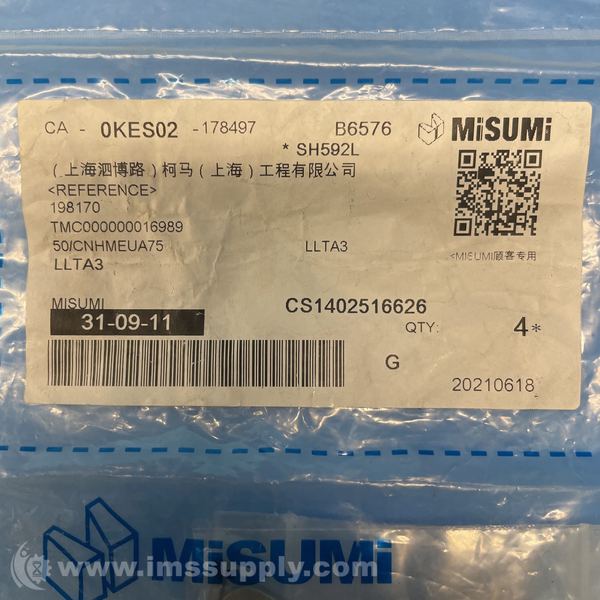 CA - 0KES02 -178497 B6576 MiSUMi
* SH592L
(上海泗博路)柯马(上海)工程有限公司
<REFERENCE>
198170
TMC000000016989
50/CNHMEUA75 LLTA3
<MISUMI顾客专用
LLTA3
MISUMI CS1402516626
31-09-11 QTY: 4*
G
20210618
MiSUMi
www.imssupply.com